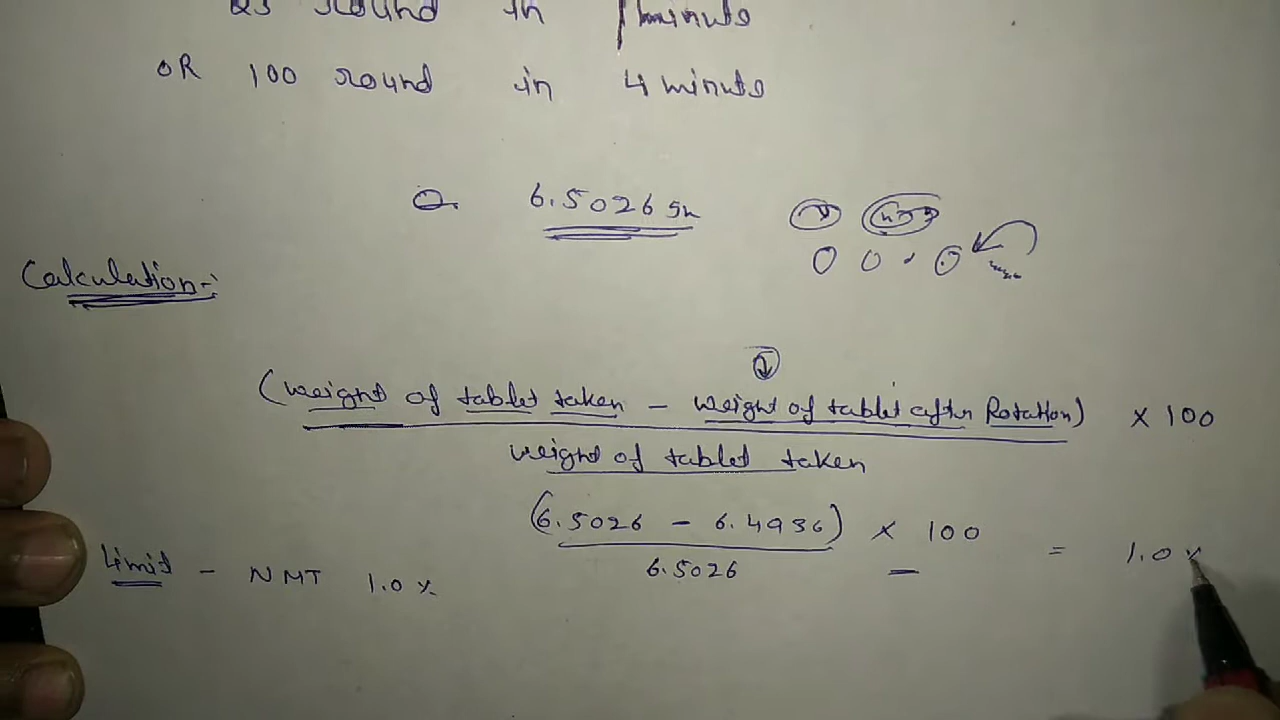 25 round in 1 minute
OR 100 round in 4 minute
6.5026 gm
Calculation:-
(weight of tablet taken - weight of tablet after Rotation) × 100
weight of tablet taken
(6.5026 - 6.4936) × 100 = 1.0 %
6.5026
Limit - NMT 1.0 %